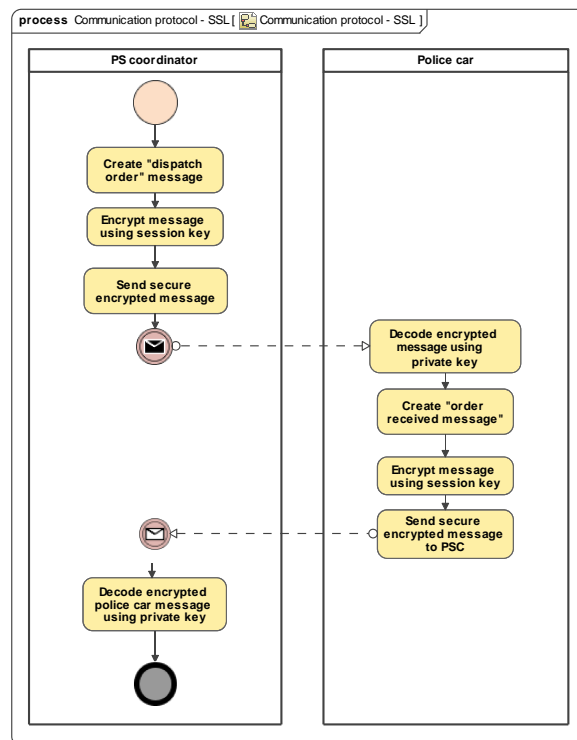 process Communication protocol - SSL [ Communication protocol - SSL ]
PS coordinator
Police car
Create "dispatch
order" message
Encrypt message
using session key
Send secure
encrypted message
Decode encrypted
message using
private key
Create "order
received message"
Encrypt message
using session key
Send secure
encrypted message
to PSC
Decode encrypted
police car message
using private key